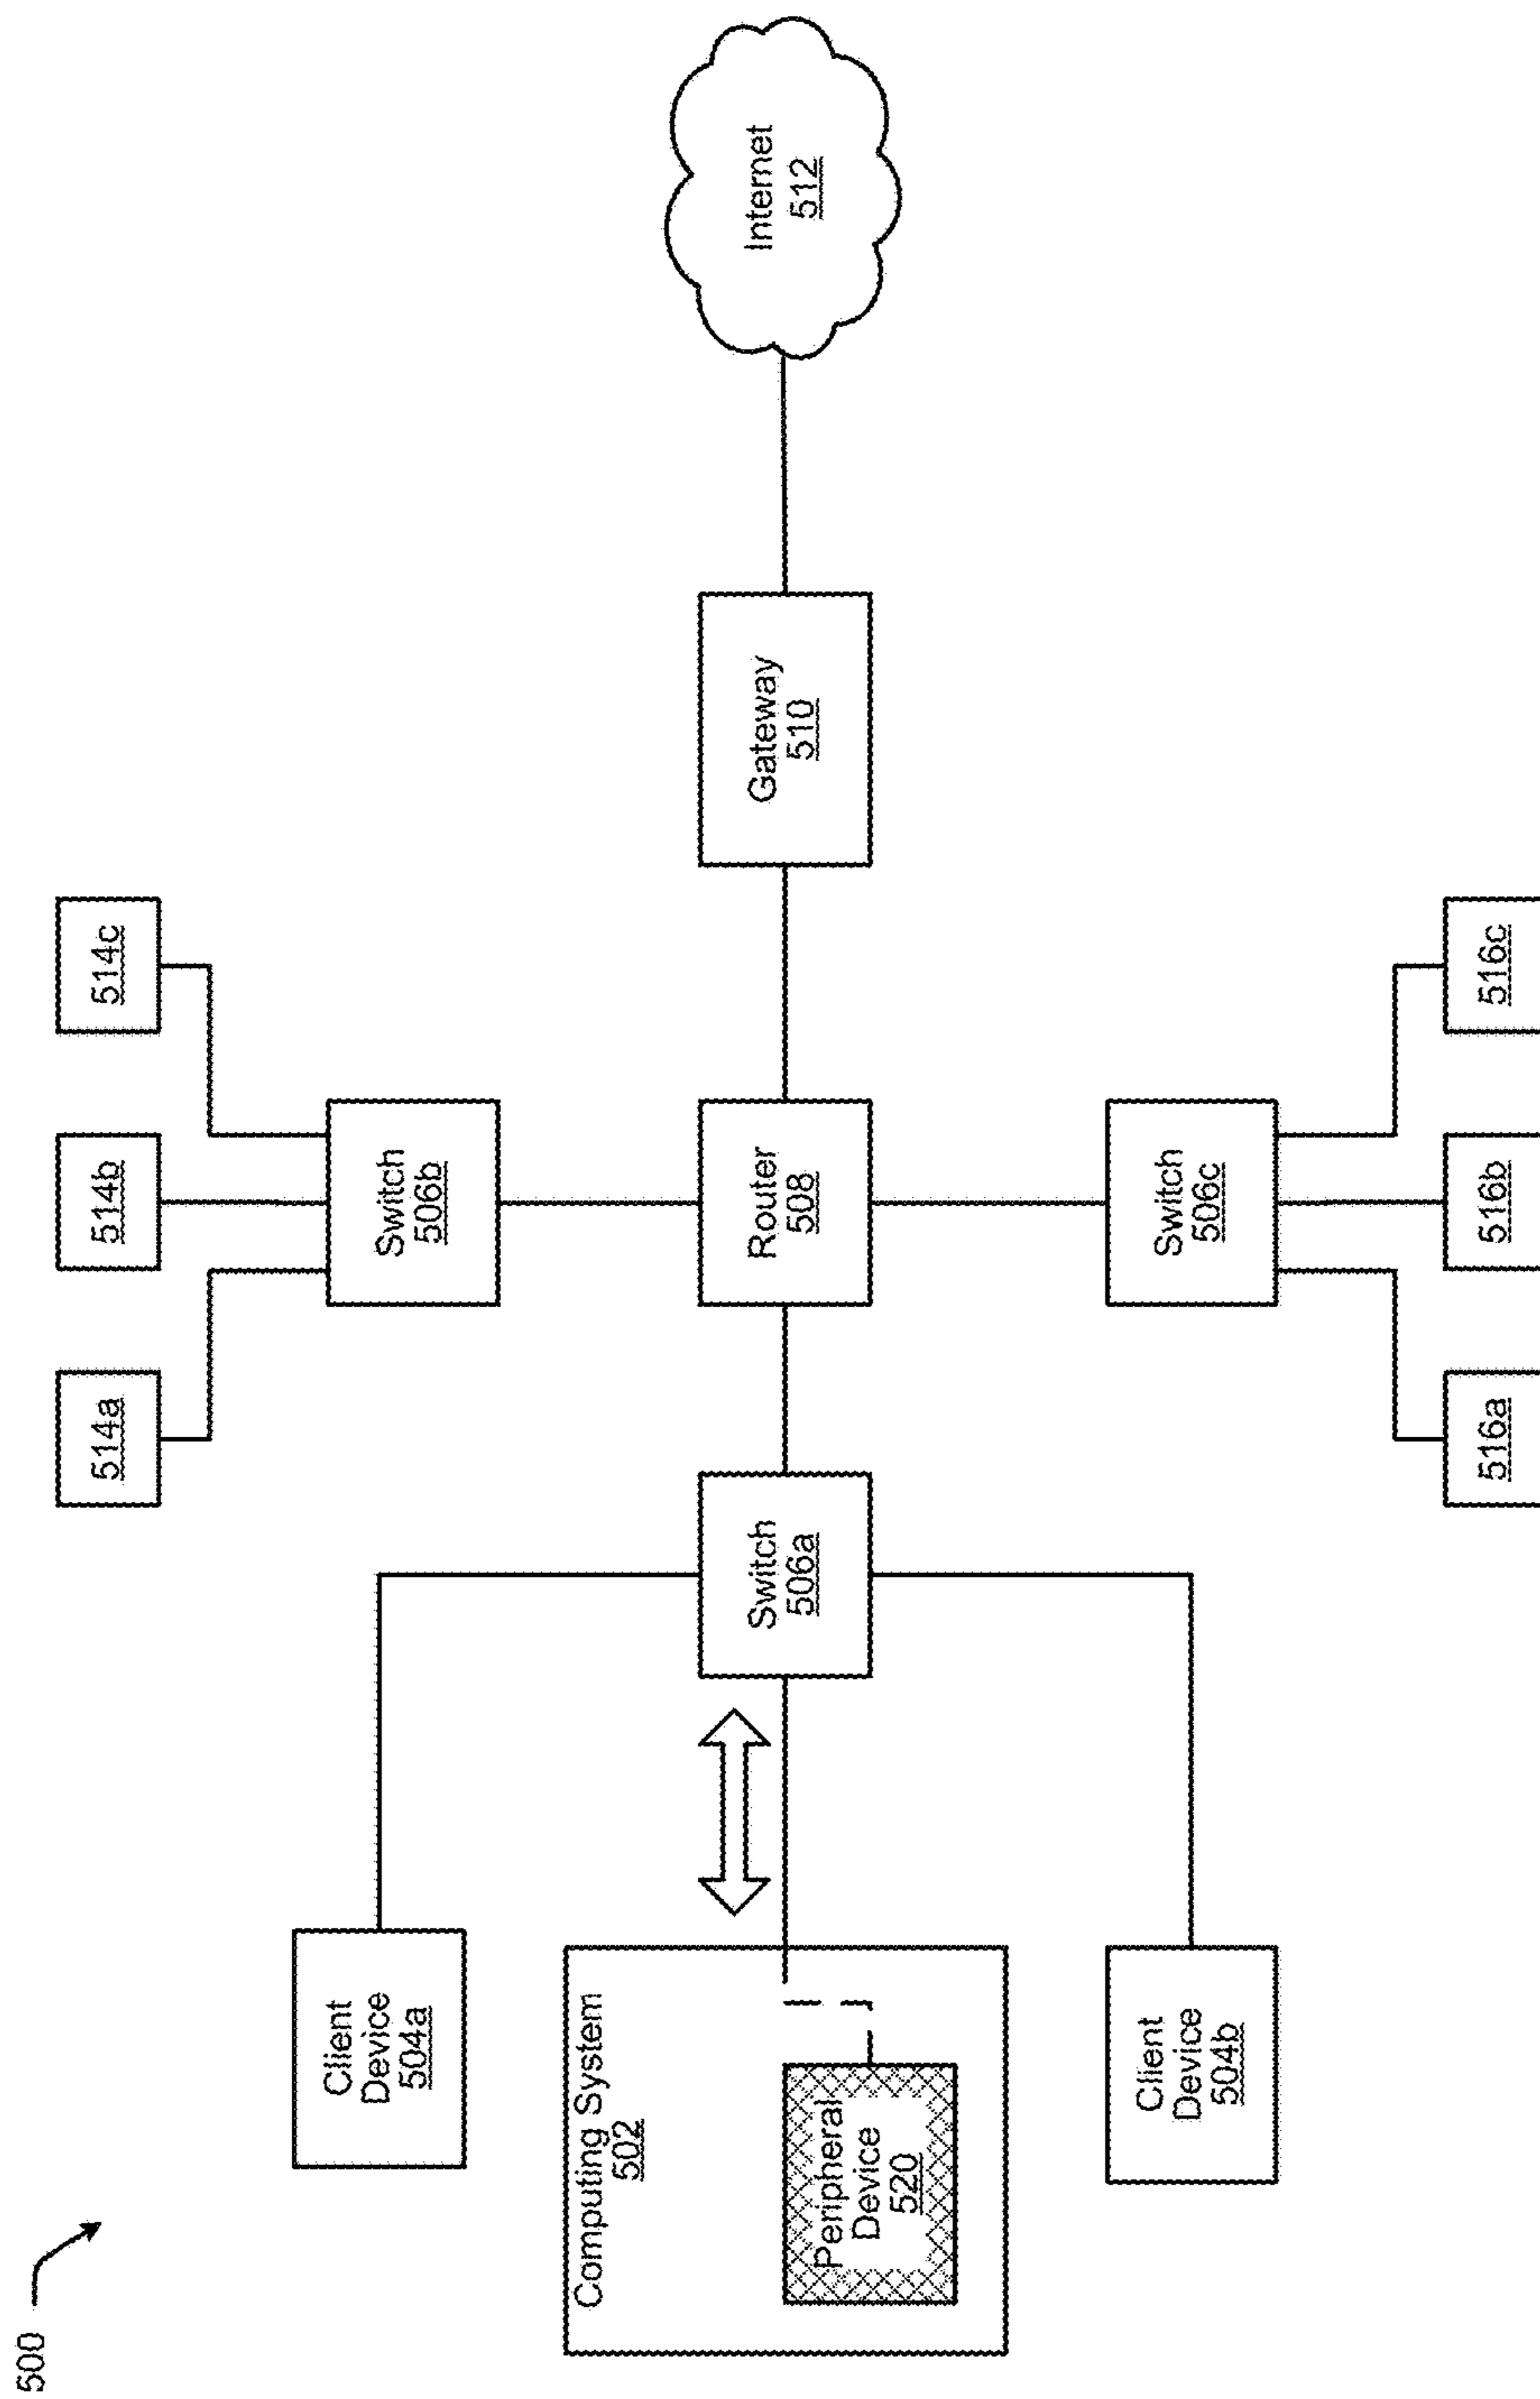 500
514a
514b
514c
Switch
506b
Client
Device
504a
Computing System
502
Peripheral
Device
520
Switch
506a
Router
508
Gateway
510
Internet
512
Client
Device
504b
Switch
506c
516a
516b
516c